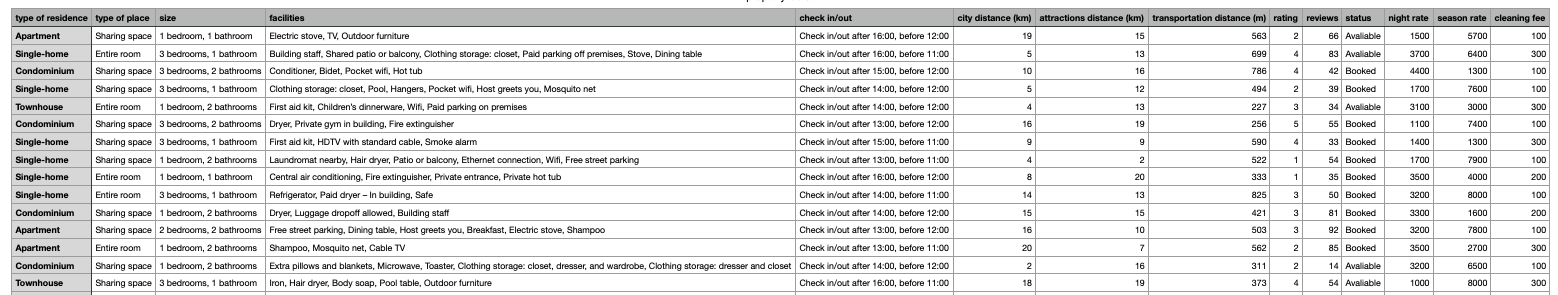 type of residence type of place size facilities check in/out city distance (km) attractions distance (km) transportation distance (m) rating reviews status night rate season rate cleaning fee
Apartment Sharing space 1 bedroom, 1 bathroom Electric stove, TV, Outdoor furniture Check in/out after 16:00, before 12:00 19 15 563 2 66 Avaliable 1500 5700 100
Single-home Entire room 3 bedrooms, 1 bathroom Building staff, Shared patio or balcony, Clothing storage: closet, Paid parking off premises, Stove, Dining table Check in/out after 16:00, before 11:00 5 13 699 4 83 Avaliable 3700 6400 300
Condominium Sharing space 3 bedrooms, 2 bathrooms Conditioner, Bidet, Pocket wifi, Hot tub Check in/out after 15:00, before 12:00 10 16 786 4 42 Booked 4400 1300 100
Single-home Sharing space 3 bedrooms, 1 bathroom Clothing storage: closet, Pool, Hangers, Pocket wifi, Host greets you, Mosquito net Check in/out after 14:00, before 12:00 5 12 494 2 39 Booked 1700 7600 100
Townhouse Entire room 1 bedroom, 2 bathrooms First aid kit, Children's dinnerware, Wifi, Paid parking on premises Check in/out after 14:00, before 12:00 4 13 227 3 34 Avaliable 3100 3000 300
Condominium Sharing space 3 bedrooms, 2 bathrooms Dryer, Private gym in building, Fire extinguisher Check in/out after 13:00, before 12:00 16 19 256 5 55 Booked 1100 7400 100
Single-home Sharing space 3 bedrooms, 1 bathroom First aid kit, HDTV with standard cable, Smoke alarm Check in/out after 15:00, before 11:00 9 9 590 4 33 Booked 1400 1300 300
Single-home Sharing space 1 bedroom, 2 bathrooms Laundromat nearby, Hair dryer, Patio or balcony, Ethernet connection, Wifi, Free street parking Check in/out after 13:00, before 11:00 4 2 522 1 54 Booked 1700 7900 100
Single-home Entire room 1 bedroom, 1 bathroom Central air conditioning, Fire extinguisher, Private entrance, Private hot tub Check in/out after 16:00, before 12:00 8 20 333 1 35 Booked 3500 4000 200
Single-home Entire room 3 bedrooms, 1 bathroom Refrigerator, Paid dryer – In building, Safe Check in/out after 14:00, before 11:00 14 13 825 3 50 Booked 3200 8000 100
Condominium Sharing space 1 bedroom, 2 bathrooms Dryer, Luggage dropoff allowed, Building staff Check in/out after 14:00, before 12:00 15 15 421 3 81 Booked 3300 1600 200
Apartment Sharing space 2 bedrooms, 2 bathrooms Free street parking, Dining table, Host greets you, Breakfast, Electric stove, Shampoo Check in/out after 13:00, before 12:00 16 10 503 3 92 Booked 3200 7800 100
Apartment Entire room 1 bedroom, 2 bathrooms Shampoo, Mosquito net, Cable TV Check in/out after 13:00, before 11:00 20 7 562 2 85 Booked 3500 2700 300
Condominium Sharing space 1 bedroom, 2 bathrooms Extra pillows and blankets, Microwave, Toaster, Clothing storage: closet, dresser, and wardrobe, Clothing storage: dresser and closet Check in/out after 14:00, before 12:00 2 16 311 2 14 Avaliable 3200 6500 100
Townhouse Sharing space 3 bedrooms, 2 bathrooms Iron, Hair dryer, Body soap, Pool table, Outdoor furniture Check in/out after 16:00, before 11:00 18 19 373 4 54 Avaliable 1000 8000 300